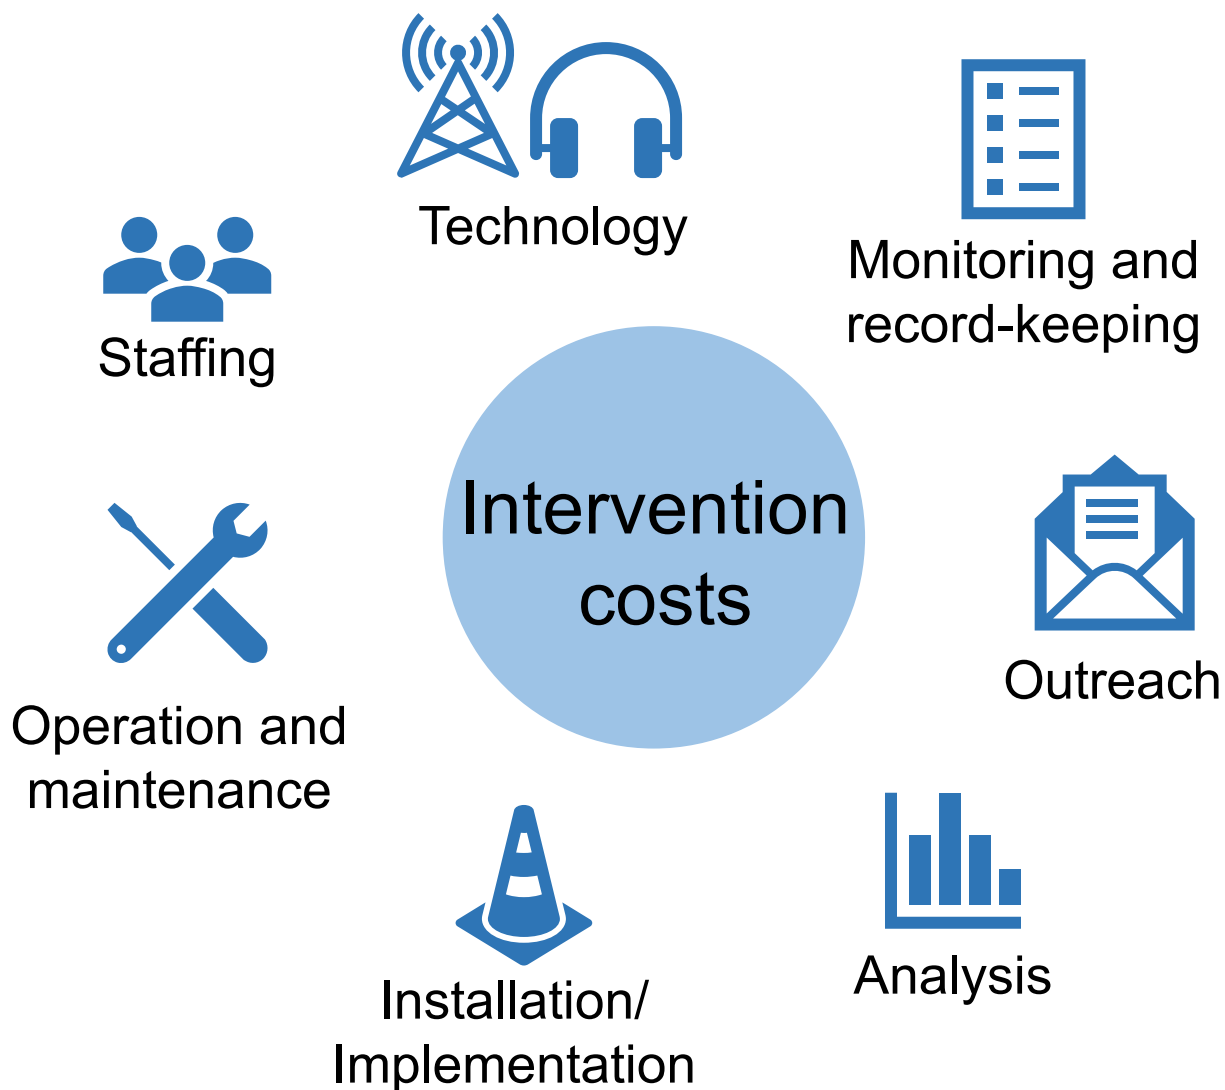 Technology
Monitoring and
record-keeping
Staffing
Intervention
costs
Outreach
Operation and
maintenance
Analysis
Installation/
Implementation